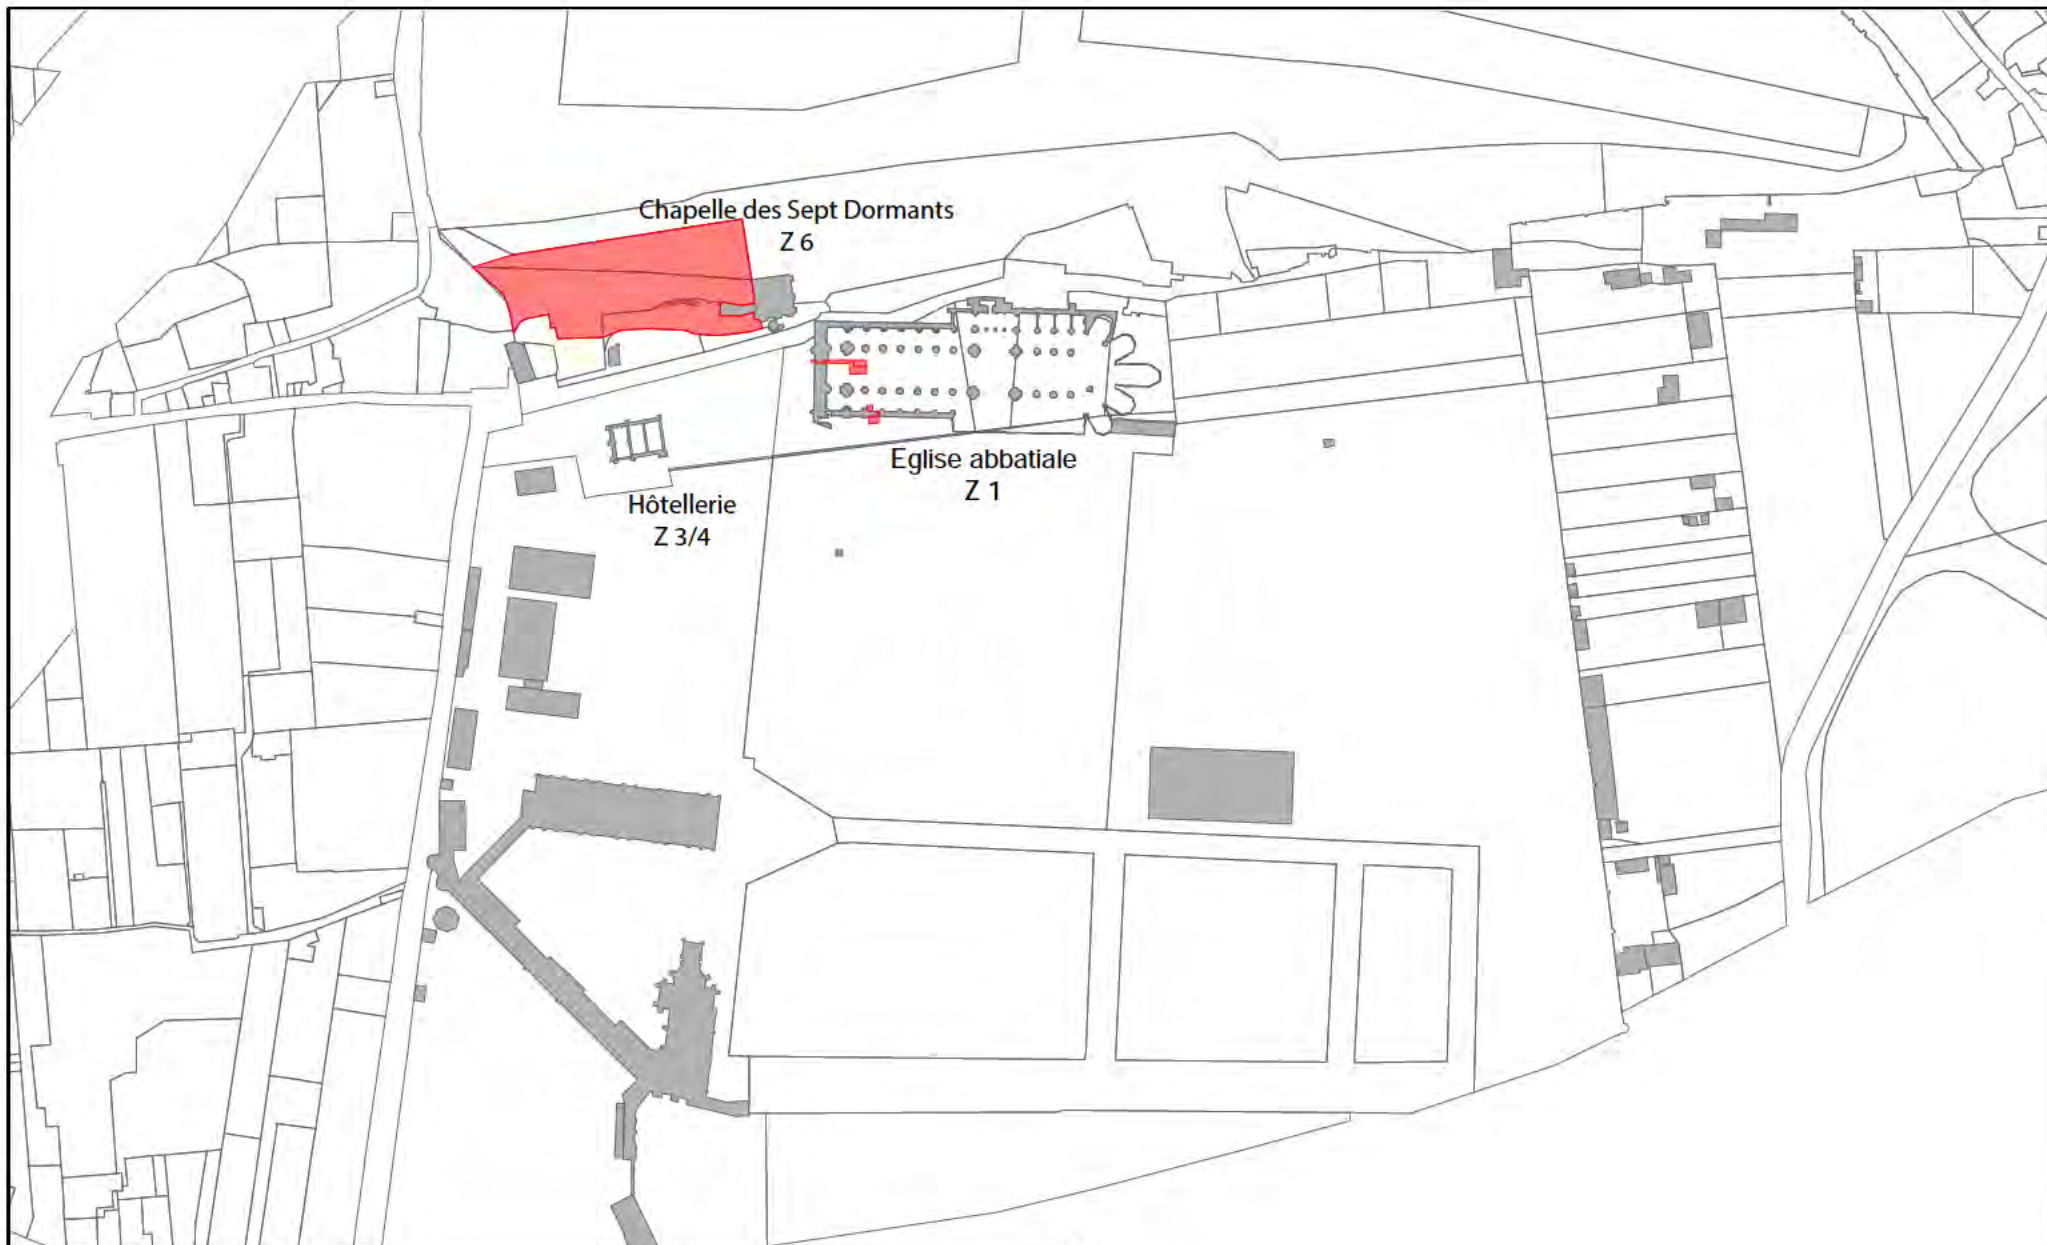 Chapelle des Sept Dormants
Z 6
Eglise abbatiale
Z 1
Hôtellerie
Z 3/4